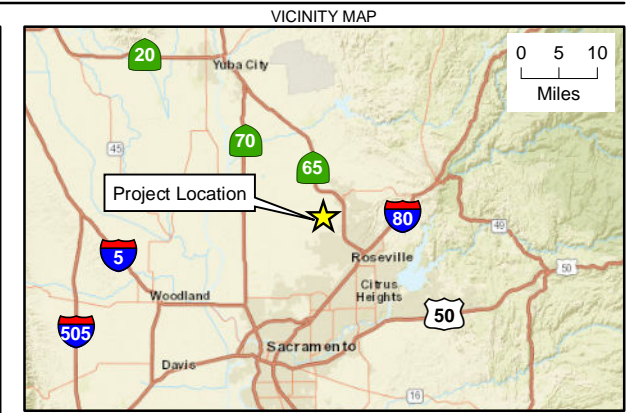 VICINITY MAP
20
Yuba City
0 5 10
Miles
45
70
65
Project Location
80
49
5
Roseville
50
Woodland
Citrus
Heights
50
505
Sacramento
Davis
16